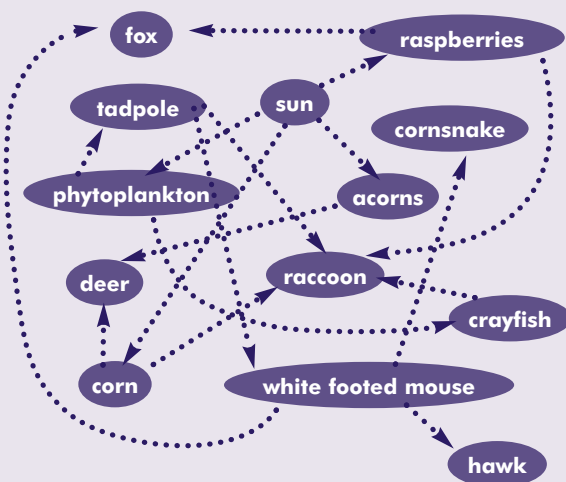 fox
raspberries
tadpole
sun
cornsnake
phytoplankton
acorns
deer
raccoon
crayfish
corn
white footed mouse
hawk